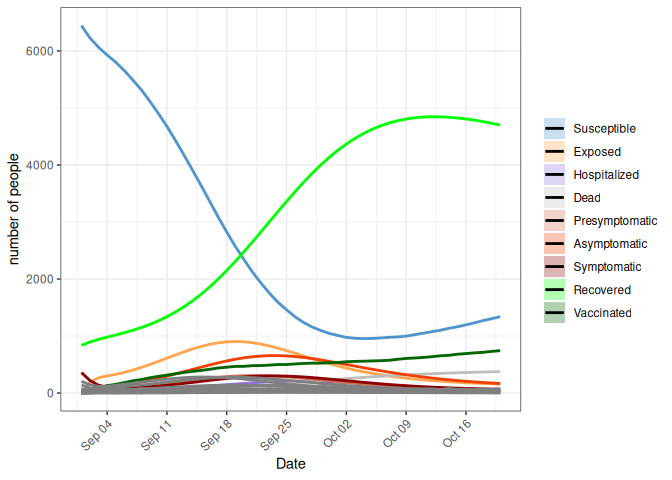 number of people
6000
4000
2000
0
Sep 04
Sep 11
Sep 18
Sep 25
Oct 02
Oct 09
Oct 16
Date
Susceptible
Exposed
Hospitalized
Dead
Presymptomatic
Asymptomatic
Symptomatic
Recovered
Vaccinated